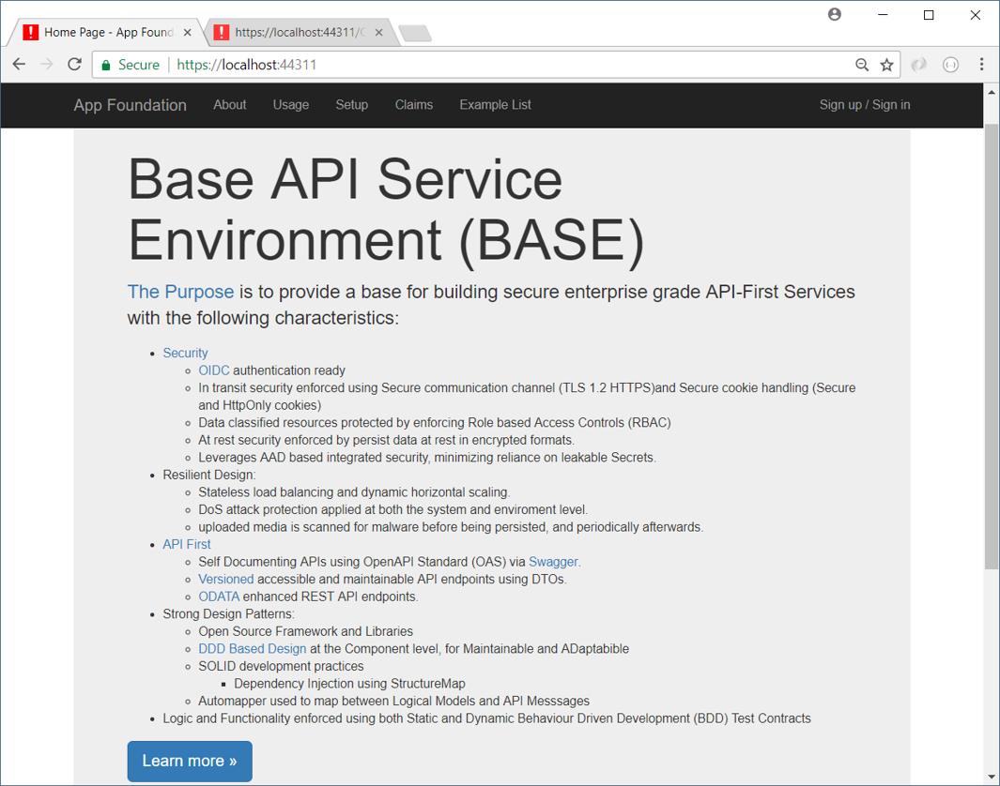 Home Page - App Found
https://localhost:44311/
Secure
https://localhost:44311
App Foundation
About
Usage
Setup
Claims
Example List
Sign up / Sign in
Base API Service
Environment (BASE)
The Purpose is to provide a base for building secure enterprise grade API-First Services
with the following characteristics:
Security
OIDC authentication ready
In transit security enforced using Secure communication channel (TLS 1.2 HTTPS)and Secure cookie handling (Secure
and HttpOnly cookies)
Data classified resources protected by enforcing Role based Access Controls (RBAC)
At rest security enforced by persist data at rest in encrypted formats.
Leverages AAD based integrated security, minimizing reliance on leakable Secrets.
Resilient Design:
Stateless load balancing and dynamic horizontal scaling.
DoS attack protection applied at both the system and enviroment level.
uploaded media is scanned for malware before being persisted, and periodically afterwards.
API First
Self Documenting APIs using OpenAPI Standard (OAS) via Swagger.
Versioned accessible and maintainable API endpoints using DTOs.
ODATA enhanced REST API endpoints.
Strong Design Patterns:
Open Source Framework and Libraries
DDD Based Design at the Component level, for Maintainable and ADaptabible
SOLID development practices
Dependency Injection using StructureMap
Automapper used to map between Logical Models and API Messsages
Logic and Functionality enforced using both Static and Dynamic Behaviour Driven Development (BDD) Test Contracts
Learn more »